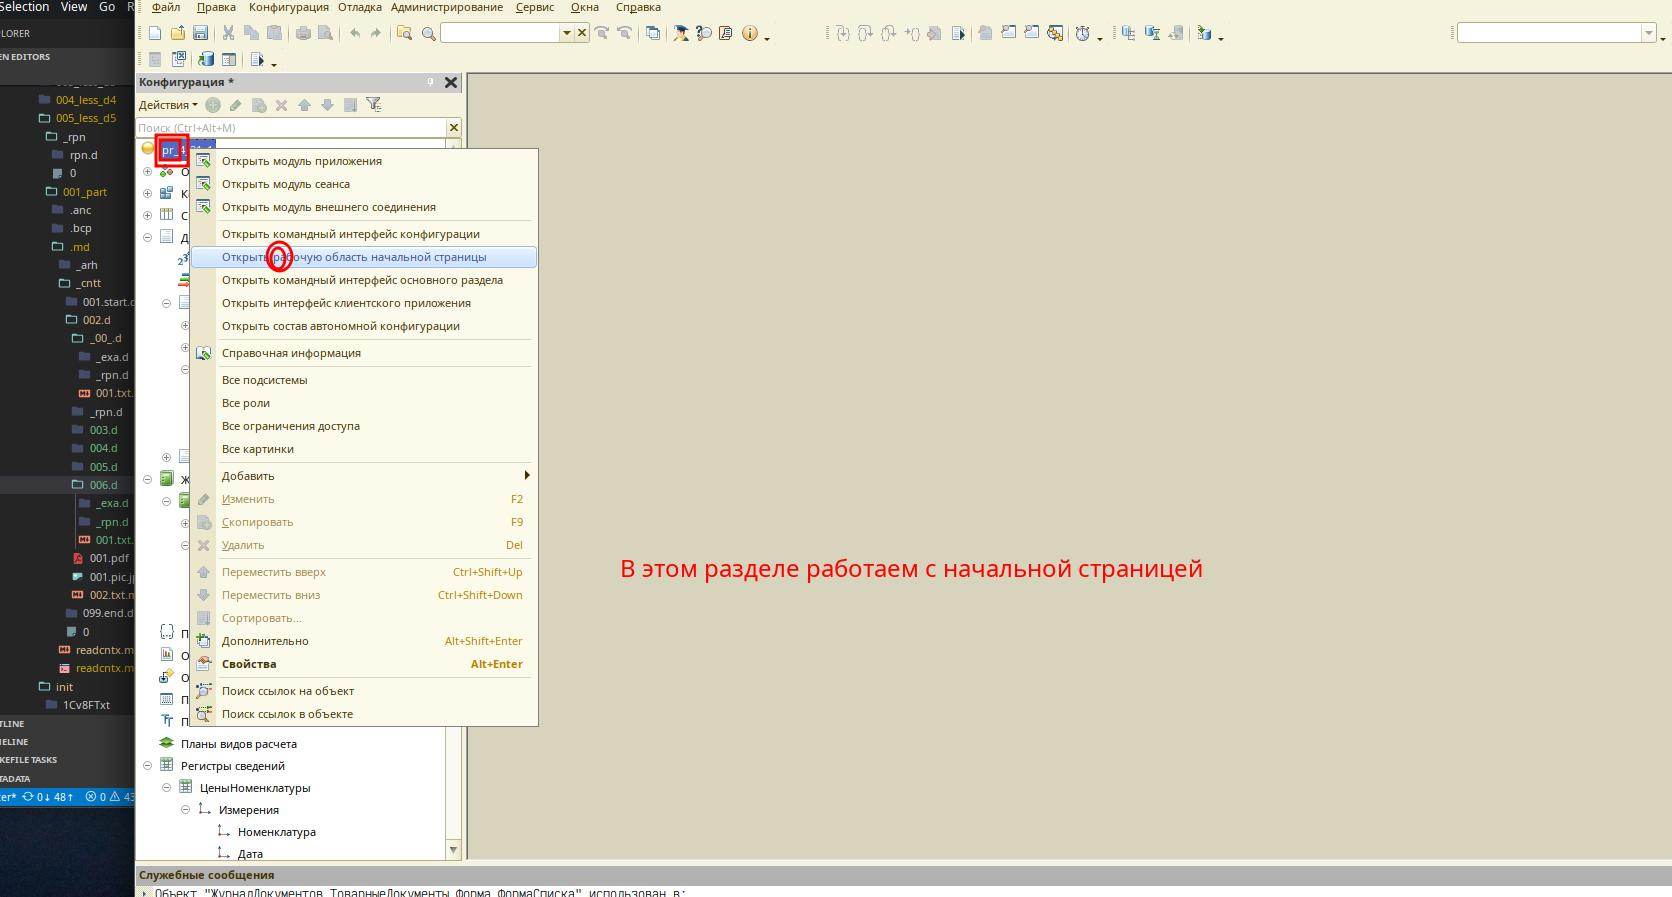 Selection View Go R
Файл Правка Конфигурация Отладка Администрирование Сервис Окна Справка
LORER
EN EDITORS
004_less_d4
005_less_d5
_rpn
rpn.d
0
001_part
.anc
.bcp
.md
_arh
_cntt
001.start.d
002.d
_00_.d
_exa.d
_rpn.d
001.txt.
_rpn.d
003.d
004.d
005.d
006.d
_exa.d
_rpn.d
001.txt.
001.pdf
001.pic.j
002.txt.m
099.end.d
0
readcntx.m
readcntx.m
init
1Cv8FTxt
TLINE
IELINE
KEFILE TASKS
TADATA
ter* 0↓ 48↑ 0 43
Конфигурация *
Действия
Поиск (Ctrl+Alt+M)
pr_
Открыть модуль приложения
Открыть модуль сеанса
Открыть модуль внешнего соединения
Открыть командный интерфейс конфигурации
Открыть рабочую область начальной страницы
Открыть командный интерфейс основного раздела
Открыть интерфейс клиентского приложения
Открыть состав автономной конфигурации
Справочная информация
Все подсистемы
Все роли
Все ограничения доступа
Все картинки
Добавить
Изменить F2
Скопировать F9
Удалить Del
Переместить вверх Ctrl+Shift+Up
Переместить вниз Ctrl+Shift+Down
Сортировать...
Дополнительно Alt+Shift+Enter
Свойства Alt+Enter
Поиск ссылок на объект
Поиск ссылок в объекте
О
К
С
Д
Ж
П
О
О
П
П
Планы видов расчета
Регистры сведений
ЦеныНоменклатуры
Измерения
Номенклатура
Дата
В этом разделе работаем с начальной страницей
Служебные сообщения
Объект "ЖурналДокументов.ТоварныеДокументы.Форма.ФормаСписка" использован в: